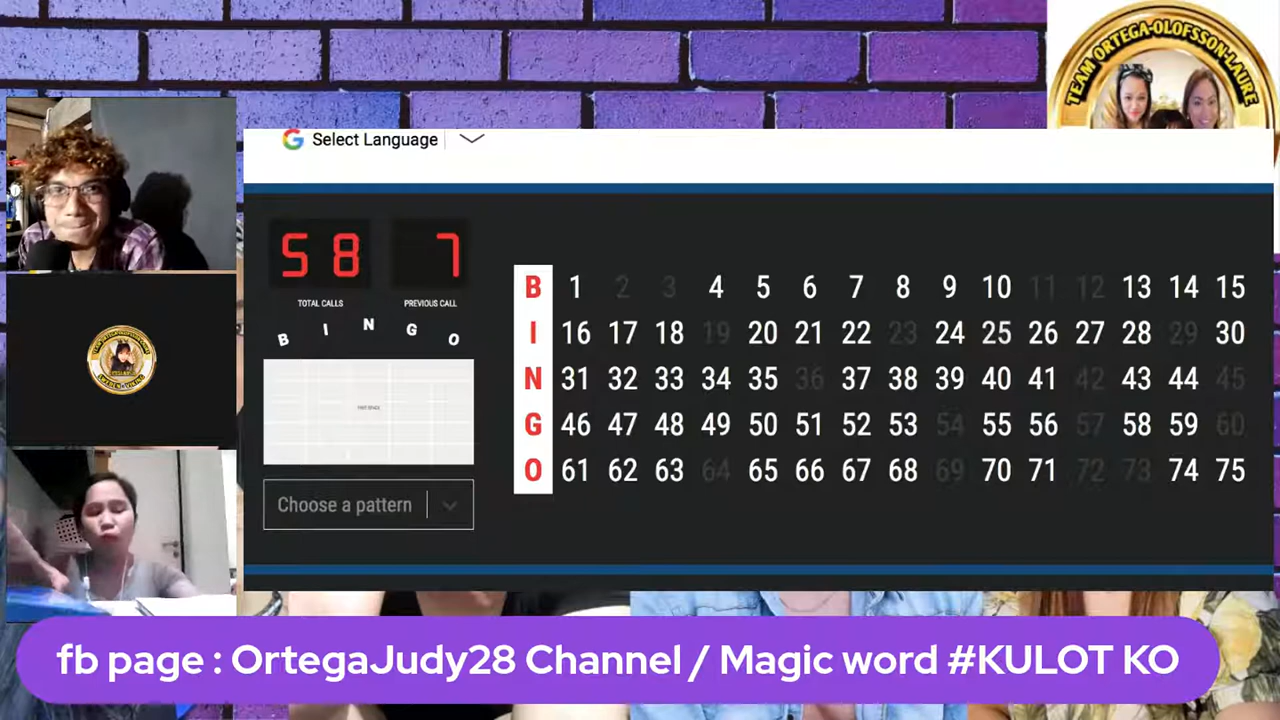 TEAM ORTEGA-OLOFSSON-LAURE
Select Language
58 7
TOTAL CALLS PREVIOUS CALL
B I N G O
FREE SPACE
Choose a pattern
B 1 2 3 4 5 6 7 8 9 10 11 12 13 14 15
I 16 17 18 19 20 21 22 23 24 25 26 27 28 29 30
N 31 32 33 34 35 36 37 38 39 40 41 42 43 44 45
G 46 47 48 49 50 51 52 53 54 55 56 57 58 59 60
O 61 62 63 64 65 66 67 68 69 70 71 72 73 74 75
fb page : OrtegaJudy28 Channel / Magic word #KULOT KO